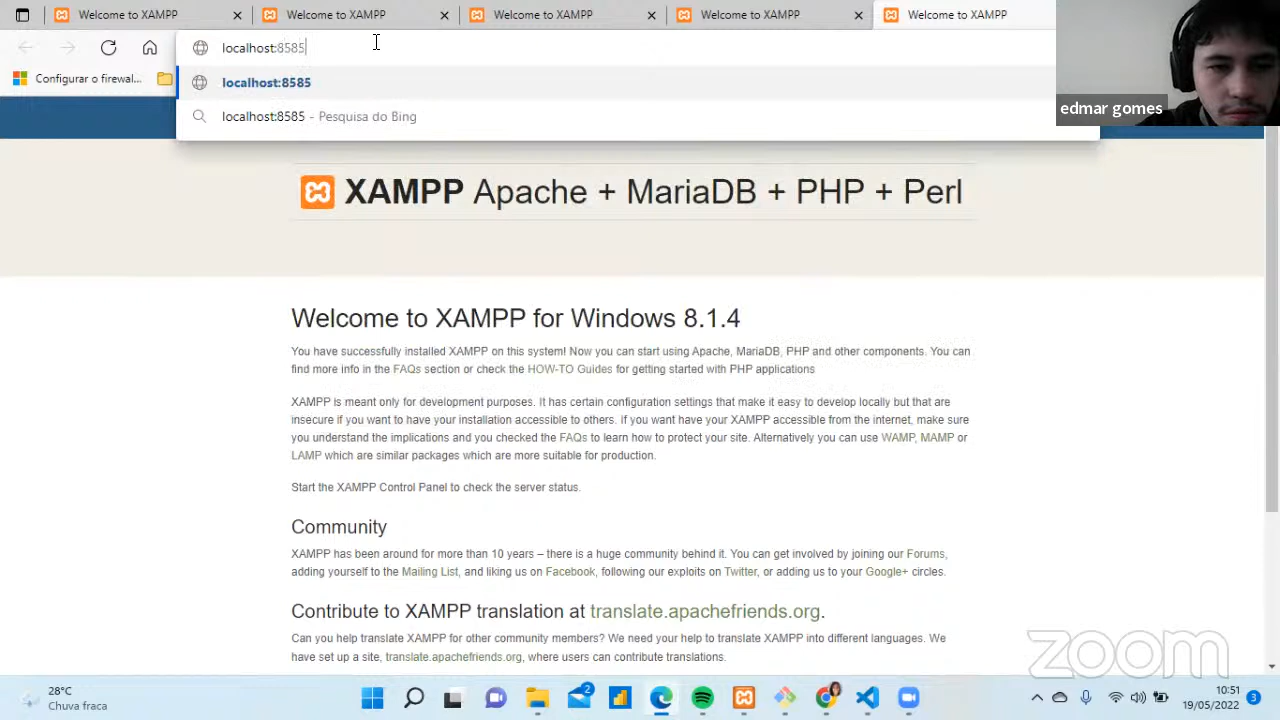 Welcome to XAMPP
Welcome to XAMPP
Welcome to XAMPP
Welcome to XAMPP
Welcome to XAMPP
localhost:8585
Configurar o firewal...
localhost:8585
localhost:8585 - Pesquisa do Bing
edmar gomes
XAMPP Apache + MariaDB + PHP + Perl
Welcome to XAMPP for Windows 8.1.4
You have successfully installed XAMPP on this system! Now you can start using Apache, MariaDB, PHP and other components. You can
find more info in the FAQs section or check the HOW-TO Guides for getting started with PHP applications
XAMPP is meant only for development purposes. It has certain configuration settings that make it easy to develop locally but that are
insecure if you want to have your installation accessible to others. If you want have your XAMPP accessible from the internet, make sure
you understand the implications and you checked the FAQs to learn how to protect your site. Alternatively you can use WAMP, MAMP or
LAMP which are similar packages which are more suitable for production.
Start the XAMPP Control Panel to check the server status.
Community
XAMPP has been around for more than 10 years – there is a huge community behind it. You can get involved by joining our Forums,
adding yourself to the Mailing List, and liking us on Facebook, following our exploits on Twitter, or adding us to your Google+ circles.
Contribute to XAMPP translation at translate.apachefriends.org.
Can you help translate XAMPP for other community members? We need your help to translate XAMPP into different languages. We
have set up a site, translate.apachefriends.org, where users can contribute translations.
zoom
28°C
Chuva fraca
2
10:51
19/05/2022
3